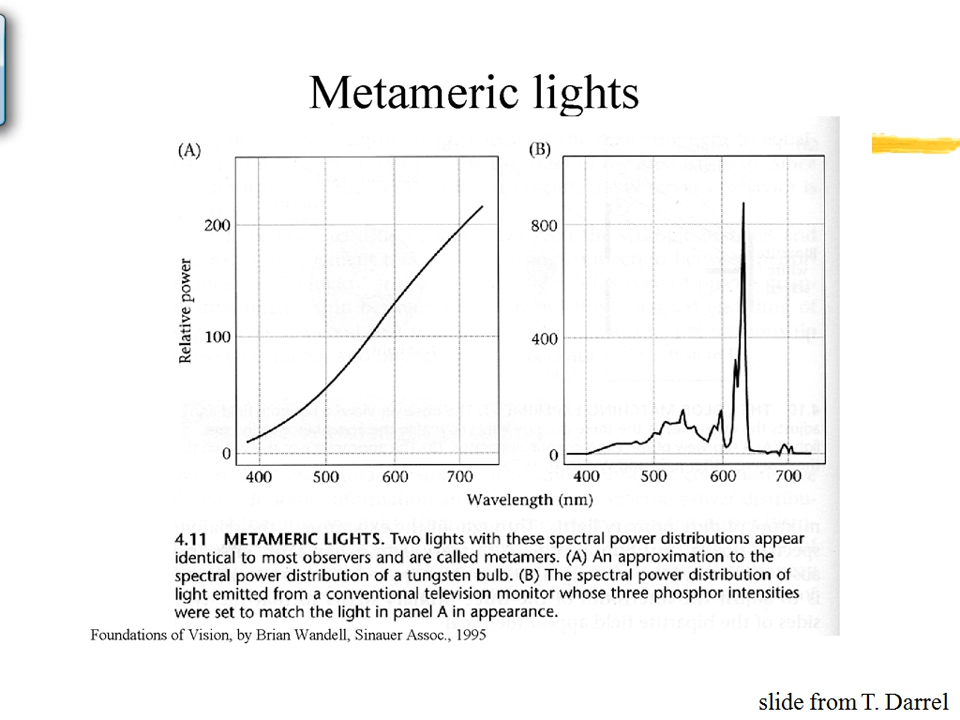 Metameric lights
(A)
(B)
200
100
0
Relative power
400 500 600 700
800
400
0
400 500 600 700
Wavelength (nm)
4.11 METAMERIC LIGHTS. Two lights with these spectral power distributions appear
identical to most observers and are called metamers. (A) An approximation to the
spectral power distribution of a tungsten bulb. (B) The spectral power distribution of
light emitted from a conventional television monitor whose three phosphor intensities
were set to match the light in panel A in appearance.
Foundations of Vision, by Brian Wandell, Sinauer Assoc., 1995
slide from T. Darrel